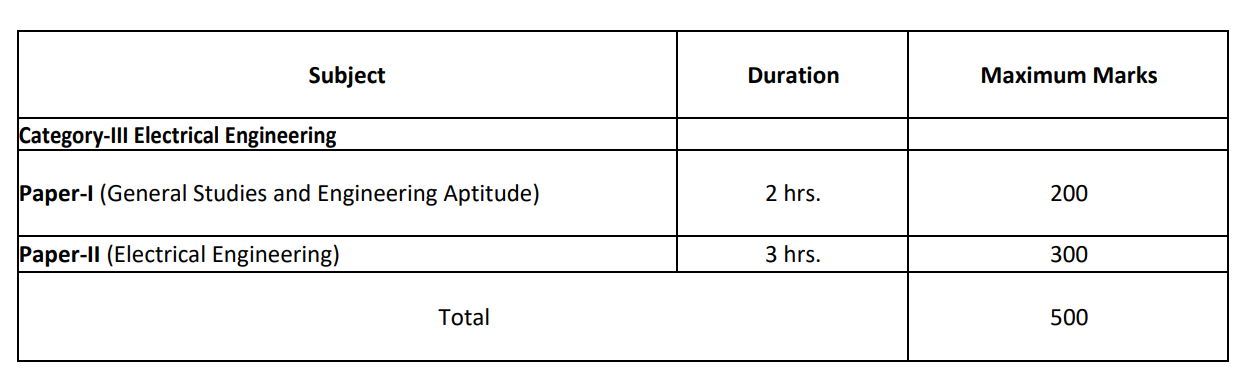 Subject Duration Maximum Marks
Category-III Electrical Engineering
Paper-I (General Studies and Engineering Aptitude) 2 hrs. 200
Paper-II (Electrical Engineering) 3 hrs. 300
Total 500